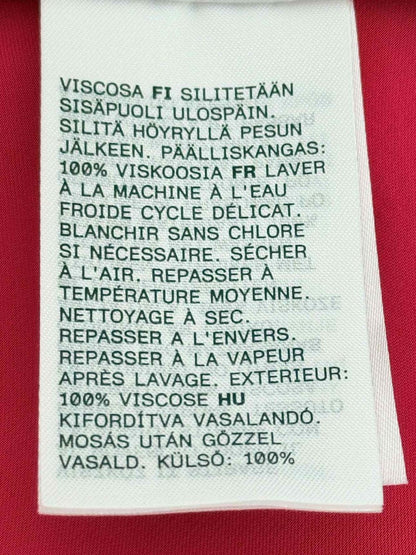 VISCOSA FI SILITETÄÄN
SISÄPUOLI ULOSPÄIN.
SILITÄ HÖYRYLLÄ PESUN
JÄLKEEN. PÄÄLLISKANGAS:
100% VISKOOSIA FR LAVER
À LA MACHINE À L'EAU
FROIDE CYCLE DÉLICAT.
BLANCHIR SANS CHLORE
SI NÉCESSAIRE. SÉCHER
À L'AIR. REPASSER À
TEMPÉRATURE MOYENNE.
NETTOYAGE À SEC.
REPASSER A L'ENVERS.
REPASSER À LA VAPEUR
APRÈS LAVAGE. EXTERIEUR:
100% VISCOSE HU
KIFORDÍTVA VASALANDÓ.
MOSÁS UTÁN GŐZZEL
VASALD. KÜLSŐ: 100%